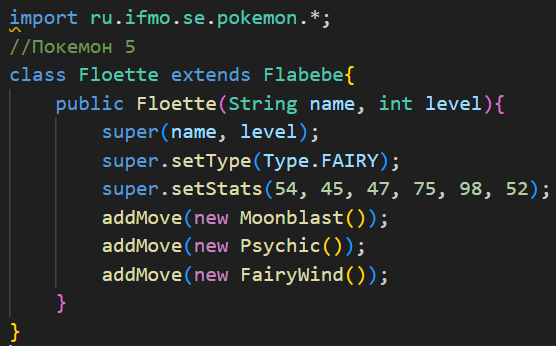 import ru.ifmo.se.pokemon.*;
//Покемон 5
class Floette extends Flabebe{
    public Floette(String name, int level){
        super(name, level);
        super.setType(Type.FAIRY);
        super.setStats(54, 45, 47, 75, 98, 52);
        addMove(new Moonblast());
        addMove(new Psychic());
        addMove(new FairyWind());
    }
}